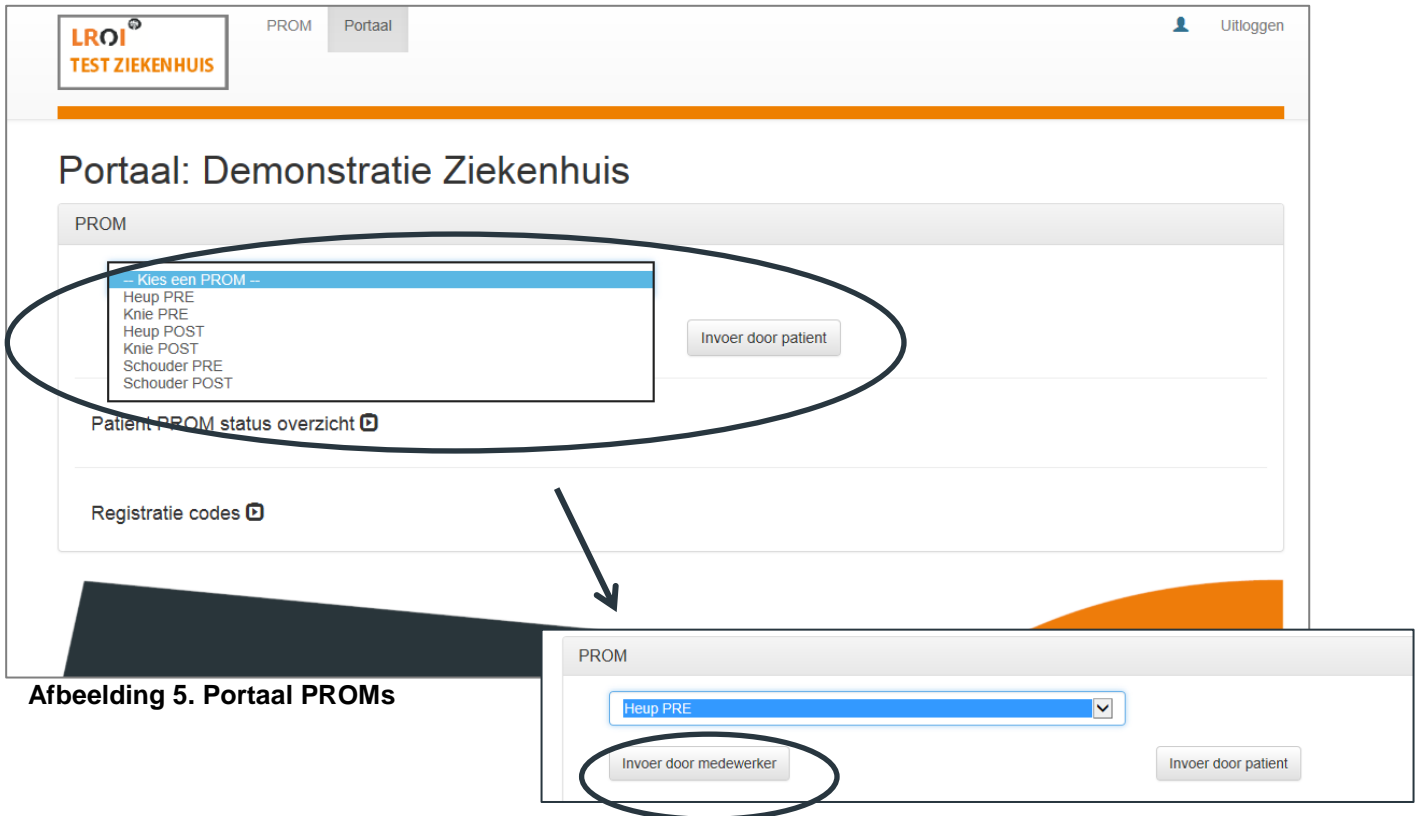 LROI
TEST ZIEKENHUIS
PROM Portaal Uitloggen
Portaal: Demonstratie Ziekenhuis
PROM
-- Kies een PROM --
Heup PRE
Knie PRE
Heup POST
Knie POST
Schouder PRE
Schouder POST
Invoer door patient
Patient PROM status overzicht
Registratie codes
Afbeelding 5. Portaal PROMs
PROM
Heup PRE
Invoer door medewerker Invoer door patient